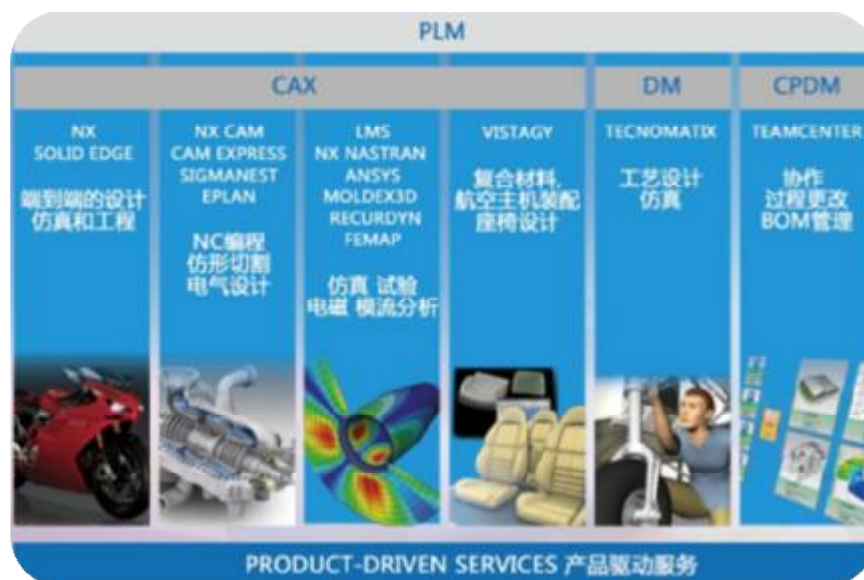 PLM
CAX
DM
CPDM
NX
SOLID EDGE
端到端的设计
仿真和工程
NX CAM
CAM EXPRESS
SIGMANEST
EPLAN
NC编程
仿形切割
电气设计
LMS
NX NASTRAN
ANSYS
MOLDEX3D
RECURDYN
FEMAP
仿真 试验
电磁 模流分析
VISTAGY
复合材料,
航空主机装配
座椅设计
TECNOMATIX
工艺设计
仿真
TEAMCENTER
协作
过程更改
BOM管理
PRODUCT-DRIVEN SERVICES 产品驱动服务